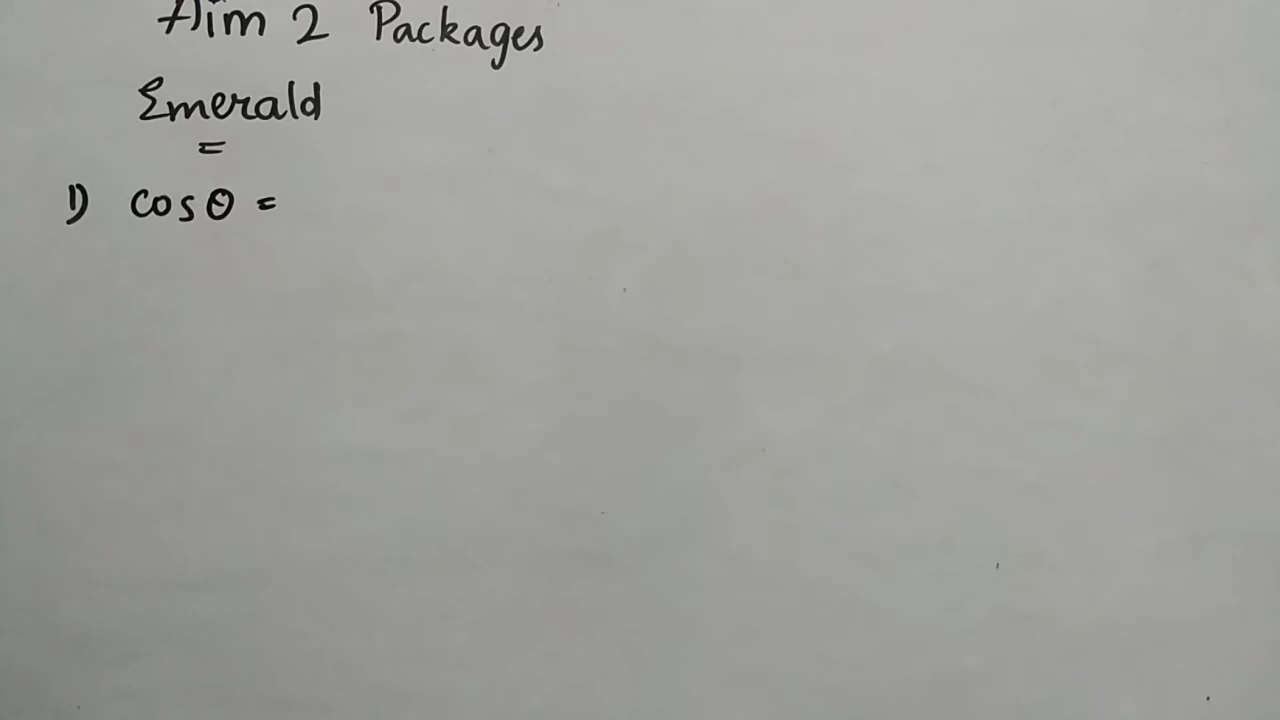 Aim 2 Packages
Emerald
=
1) cosθ =